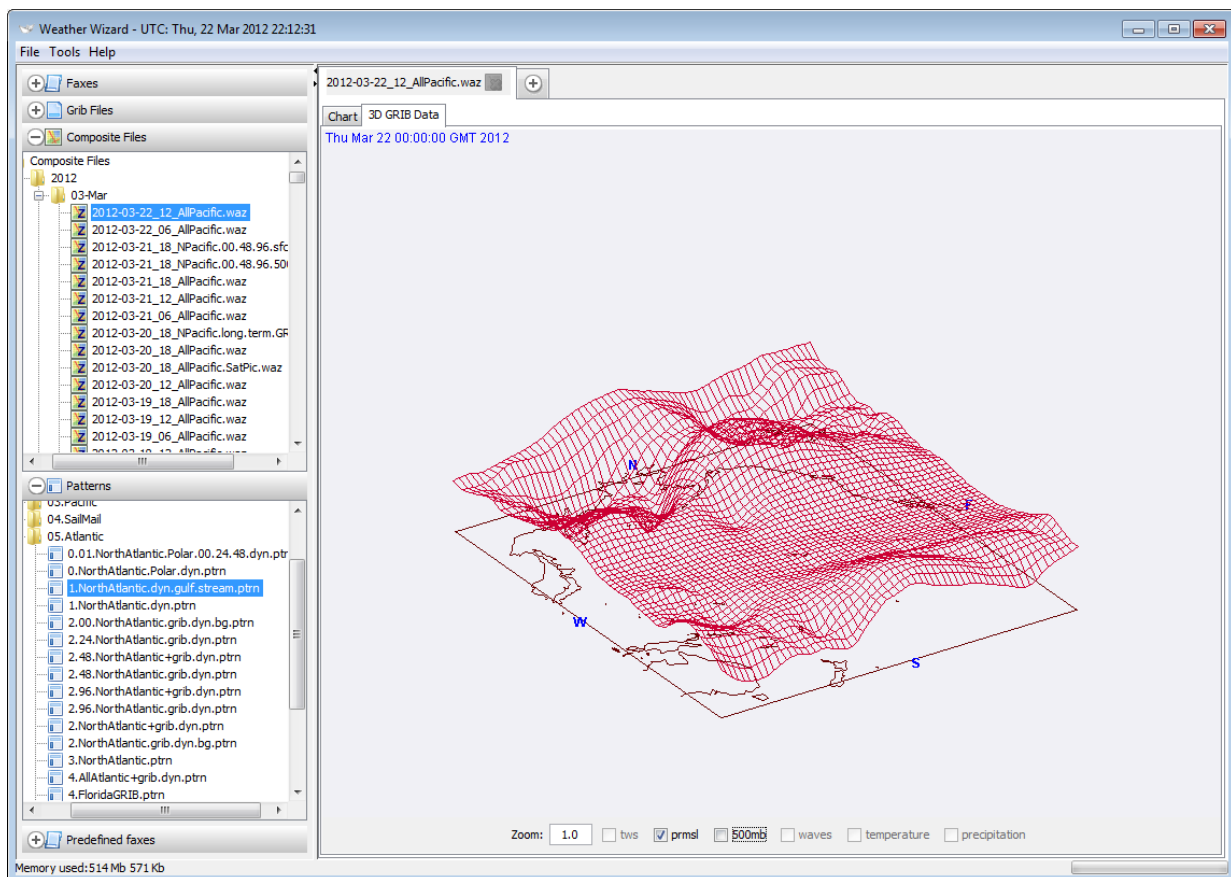 Weather Wizard - UTC: Thu, 22 Mar 2012 22:12:31
File Tools Help
Faxes
Grib Files
Composite Files
Composite Files
2012
03-Mar
2012-03-22_12_AllPacific.waz
2012-03-22_06_AllPacific.waz
2012-03-21_18_NPacific.00.48.96.sfc
2012-03-21_18_NPacific.00.48.96.500
2012-03-21_18_AllPacific.waz
2012-03-21_12_AllPacific.waz
2012-03-21_06_AllPacific.waz
2012-03-20_18_NPacific.long.term.GR
2012-03-20_18_AllPacific.waz
2012-03-20_18_AllPacific.SatPic.waz
2012-03-20_12_AllPacific.waz
2012-03-19_18_AllPacific.waz
2012-03-19_12_AllPacific.waz
2012-03-19_06_AllPacific.waz
Patterns
03.Pacific
04.SailMail
05.Atlantic
0.01.NorthAtlantic.Polar.00.24.48.dyn.ptr
0.NorthAtlantic.Polar.dyn.ptrn
1.NorthAtlantic.dyn.gulf.stream.ptrn
1.NorthAtlantic.dyn.ptrn
2.00.NorthAtlantic.grib.dyn.bg.ptrn
2.24.NorthAtlantic.grib.dyn.ptrn
2.48.NorthAtlantic+grib.dyn.ptrn
2.48.NorthAtlantic.grib.dyn.ptrn
2.96.NorthAtlantic+grib.dyn.ptrn
2.96.NorthAtlantic.grib.dyn.ptrn
2.NorthAtlantic+grib.dyn.ptrn
2.NorthAtlantic.grib.dyn.bg.ptrn
3.NorthAtlantic.ptrn
4.AllAtlantic+grib.dyn.ptrn
4.FloridaGRIB.ptrn
Predefined faxes
Memory used:514 Mb 571 Kb
2012-03-22_12_AllPacific.waz
Chart 3D GRIB Data
Thu Mar 22 00:00:00 GMT 2012
N
W
S
Zoom: 1.0 tws prmsl 500mb waves temperature precipitation